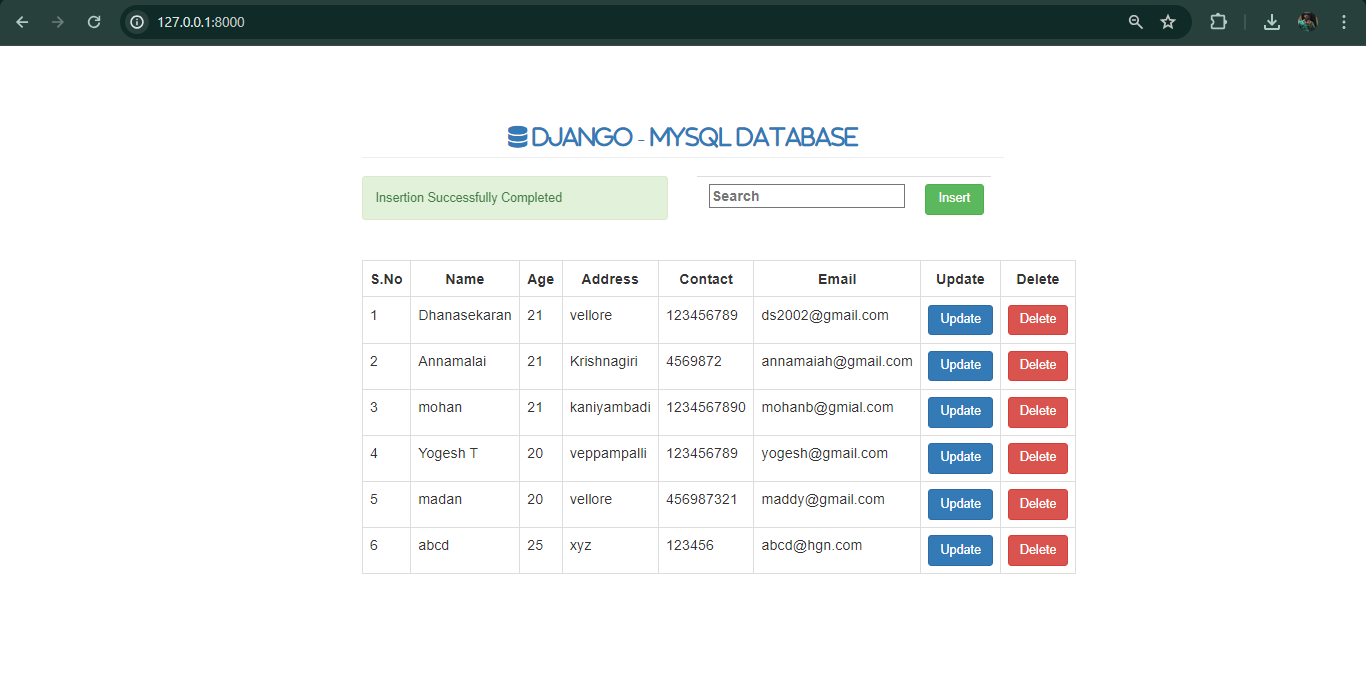 127.0.0.1:8000
DJANGO - MYSQL DATABASE
Insertion Successfully Completed
Search
Insert
S.No Name Age Address Contact Email Update Delete
1 Dhanasekaran 21 vellore 123456789 ds2002@gmail.com Update Delete
2 Annamalai 21 Krishnagiri 4569872 annamaiah@gmail.com Update Delete
3 mohan 21 kaniyambadi 1234567890 mohanb@gmial.com Update Delete
4 Yogesh T 20 veppampalli 123456789 yogesh@gmail.com Update Delete
5 madan 20 vellore 456987321 maddy@gmail.com Update Delete
6 abcd 25 xyz 123456 abcd@hgn.com Update Delete